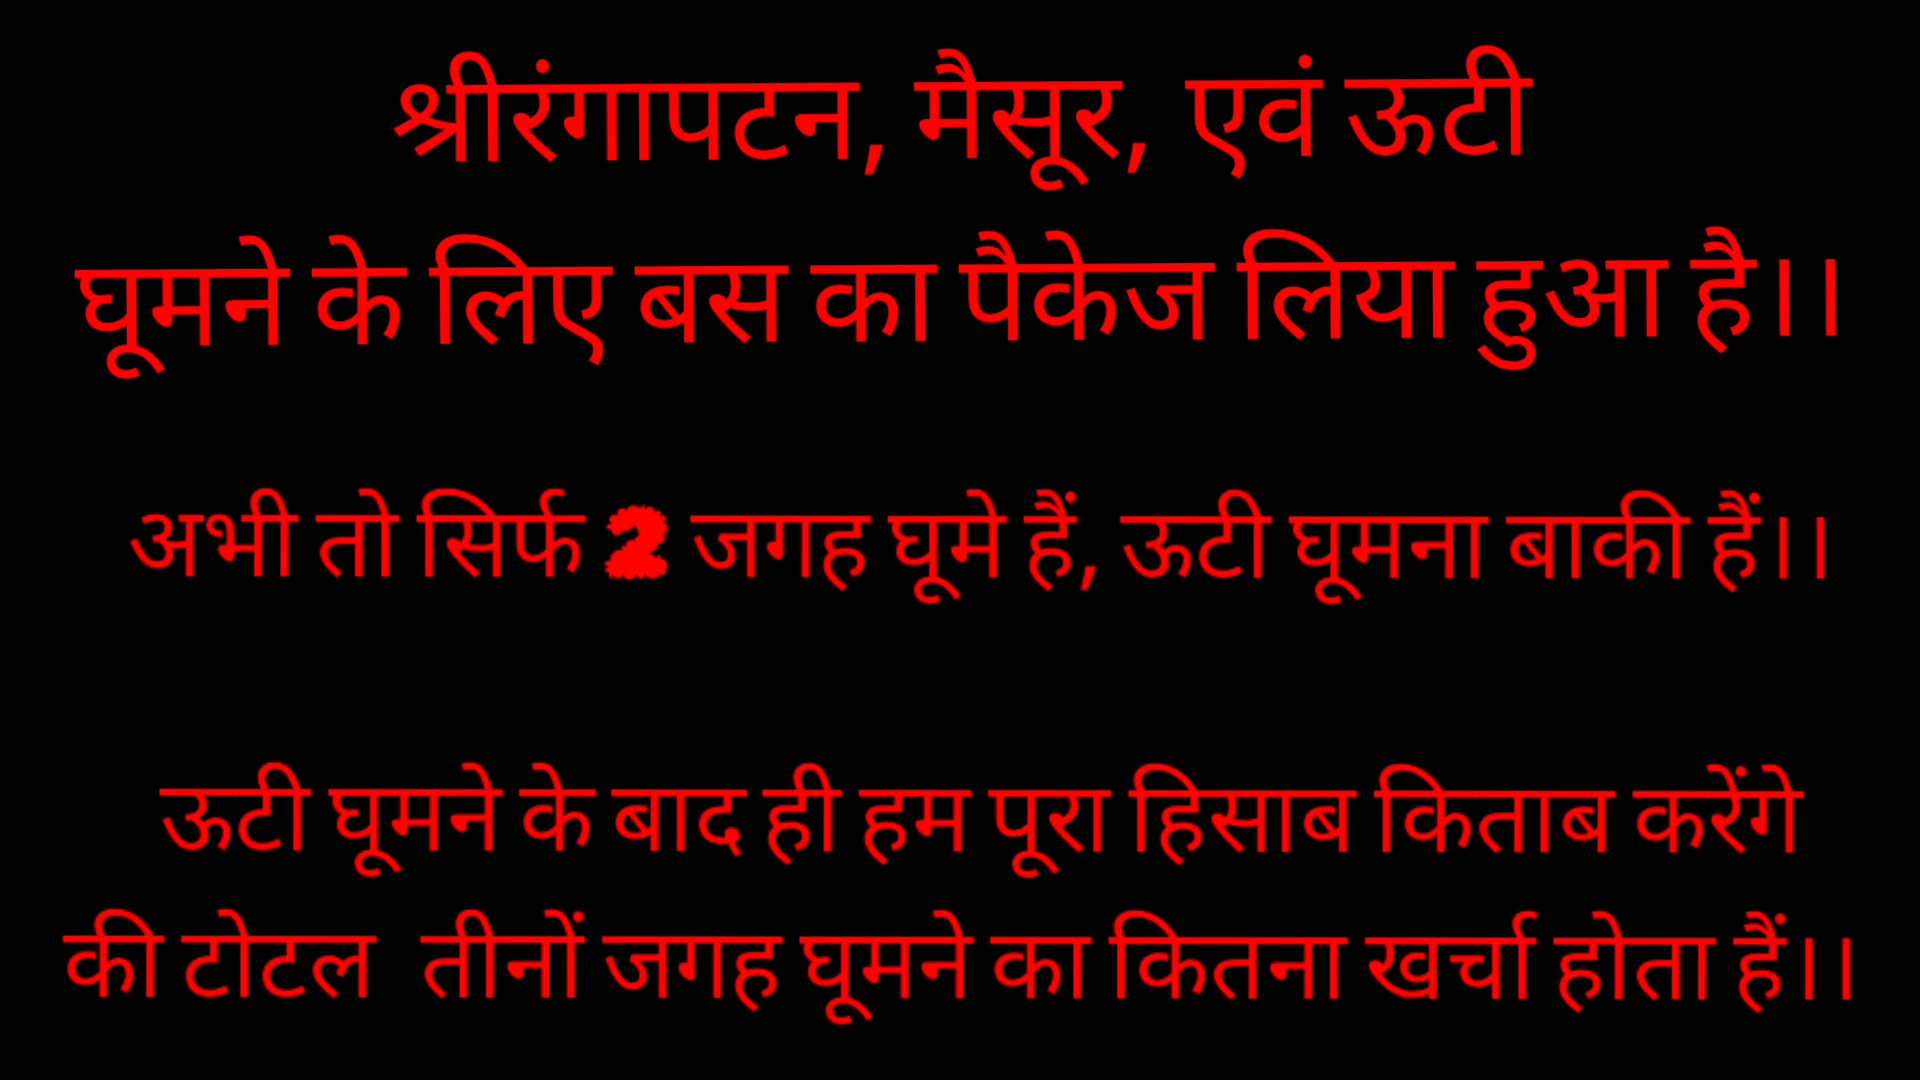 श्रीरंगापटन, मैसूर, एवं ऊटी
घूमने के लिए बस का पैकेज लिया हुआ है।।
अभी तो सिर्फ 2 जगह घूमे हैं, ऊटी घूमना बाकी हैं।।
ऊटी घूमने के बाद ही हम पूरा हिसाब किताब करेंगे
की टोटल तीनों जगह घूमने का कितना खर्चा होता हैं।।